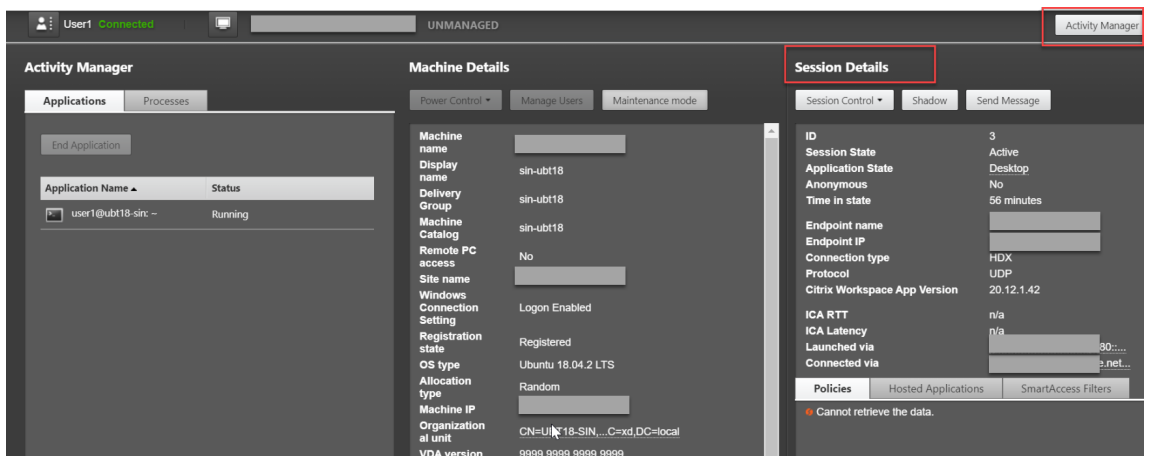 User1 Connected
UNMANAGED
Activity Manager
Activity Manager
Applications Processes
End Application
Application Name Status
user1@ubt18-sin: ~ Running
Machine Details
Power Control Manage Users Maintenance mode
Machine
name
Display
name sin-ubt18
Delivery
Group sin-ubt18
Machine
Catalog sin-ubt18
Remote PC
access No
Site name
Windows
Connection
Setting Logon Enabled
Registration
state Registered
OS type Ubuntu 18.04.2 LTS
Allocation
type Random
Machine IP
Organization
al unit CN=UBT18-SIN,...C=xd,DC=local
VDA version 9999.9999.9999.9999
Session Details
Session Control Shadow Send Message
ID 3
Session State Active
Application State Desktop
Anonymous No
Time in state 56 minutes
Endpoint name
Endpoint IP
Connection type HDX
Protocol UDP
Citrix Workspace App Version 20.12.1.42
ICA RTT n/a
ICA Latency n/a
Launched via 80::...
Connected via e.net...
Policies Hosted Applications SmartAccess Filters
Cannot retrieve the data.